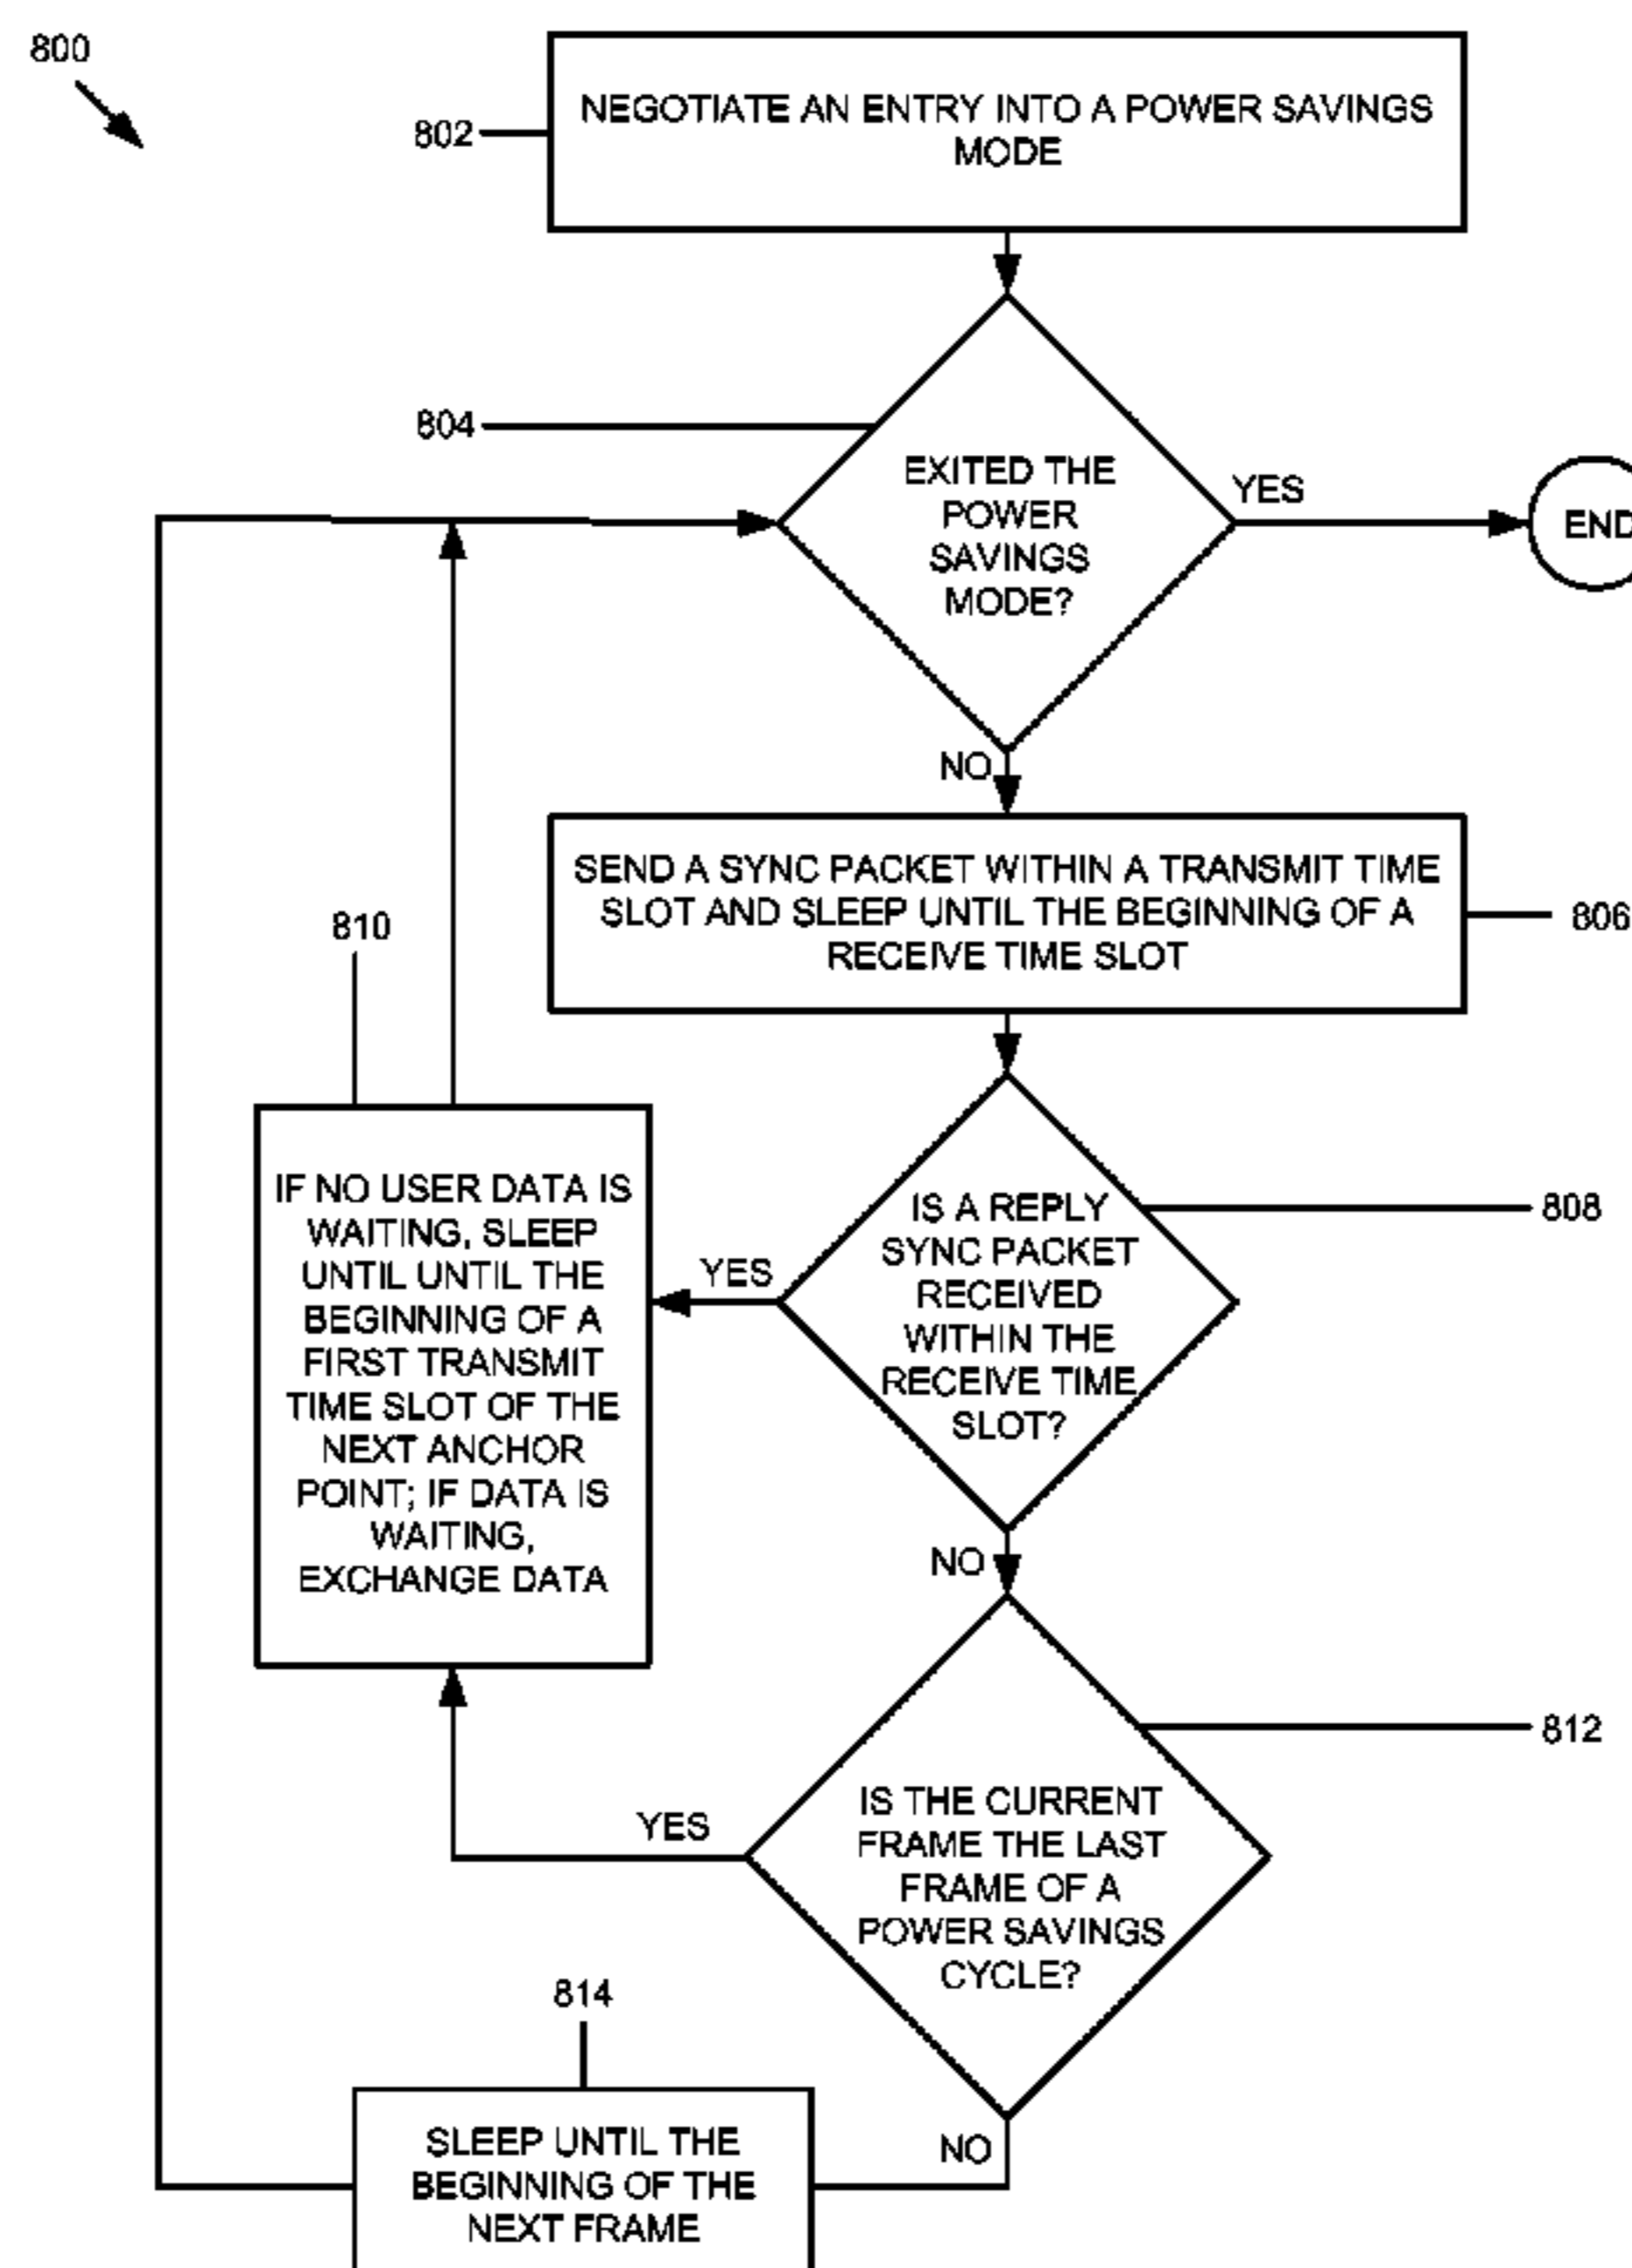 800
802
NEGOTIATE AN ENTRY INTO A POWER SAVINGS
MODE
804
EXITED THE
POWER
SAVINGS
MODE?
YES
END
NO
SEND A SYNC PACKET WITHIN A TRANSMIT TIME
SLOT AND SLEEP UNTIL THE BEGINNING OF A
RECEIVE TIME SLOT
806
810
IF NO USER DATA IS
WAITING, SLEEP
UNTIL UNTIL THE
BEGINNING OF A
FIRST TRANSMIT
TIME SLOT OF THE
NEXT ANCHOR
POINT; IF DATA IS
WAITING,
EXCHANGE DATA
YES
IS A REPLY
SYNC PACKET
RECEIVED
WITHIN THE
RECEIVE TIME
SLOT?
808
NO
812
YES
IS THE CURRENT
FRAME THE LAST
FRAME OF A
POWER SAVINGS
CYCLE?
814
NO
SLEEP UNTIL THE
BEGINNING OF THE
NEXT FRAME